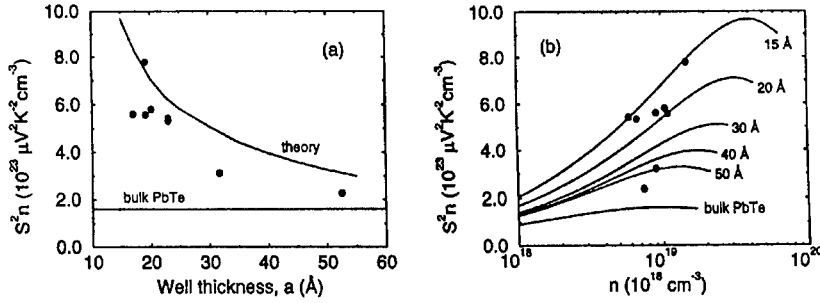 (a)
S²n (10²³ μV²K⁻²cm⁻³)
10.0
8.0
6.0
4.0
2.0
0.0
theory
bulk PbTe
10 20 30 40 50 60
Well thickness, a (Å)
(b)
S²n (10²³ μV²K⁻²cm⁻³)
10.0
8.0
6.0
4.0
2.0
0.0
15 Å
20 Å
30 Å
40 Å
50 Å
bulk PbTe
10¹⁸ 10¹⁹ 10²⁰
n (10¹⁸ cm⁻³)